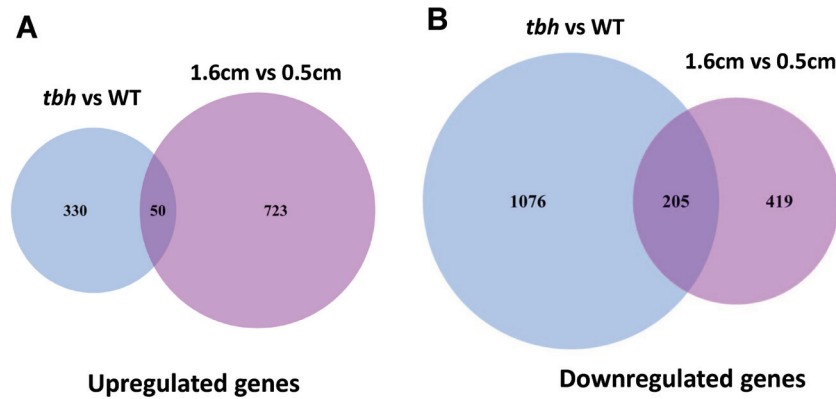 A
tbh vs WT
1.6cm vs 0.5cm
330
50
723
Upregulated genes
B
tbh vs WT
1.6cm vs 0.5cm
1076
205
419
Downregulated genes